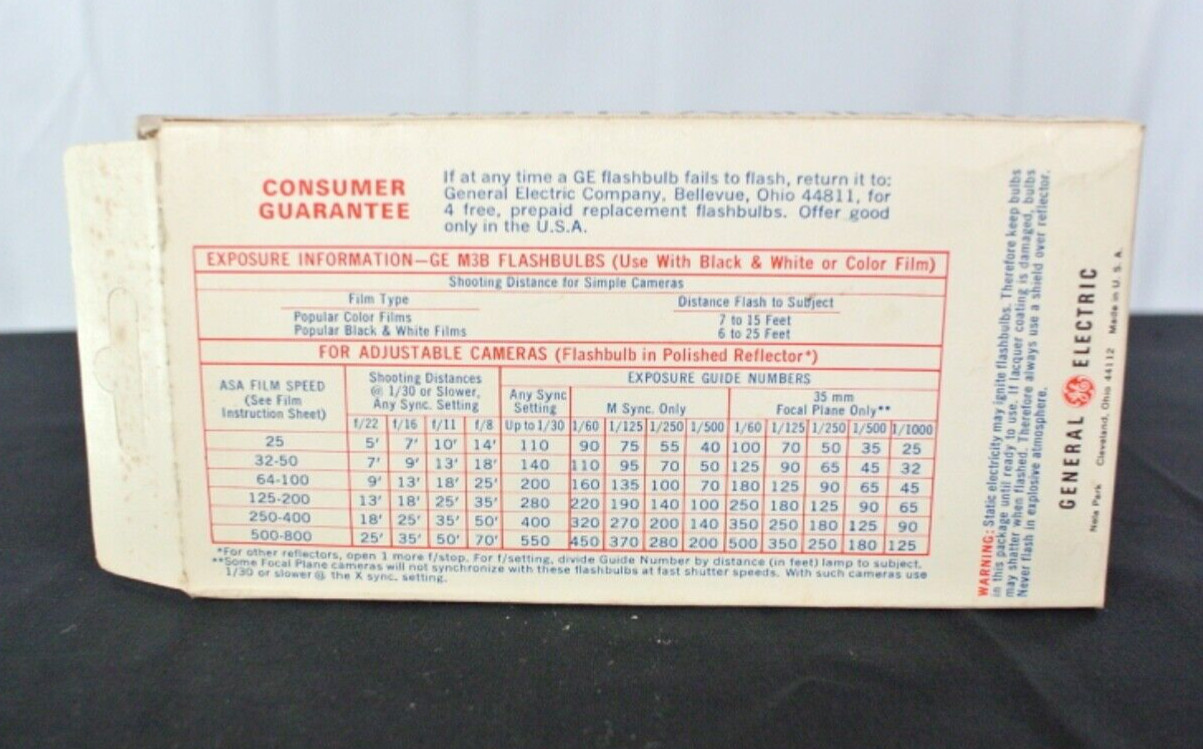 CONSUMER
GUARANTEE
If at any time a GE flashbulb fails to flash, return it to:
General Electric Company, Bellevue, Ohio 44811, for
4 free, prepaid replacement flashbulbs. Offer good
only in the U.S.A.
EXPOSURE INFORMATION—GE M3B FLASHBULBS (Use With Black & White or Color Film)
Shooting Distance for Simple Cameras
Film Type Distance Flash to Subject
Popular Color Films 7 to 15 Feet
Popular Black & White Films 6 to 25 Feet
FOR ADJUSTABLE CAMERAS (Flashbulb in Polished Reflector*)
ASA FILM SPEED
(See Film
Instruction Sheet)
Shooting Distances
@ 1/30 or Slower,
Any Sync. Setting
EXPOSURE GUIDE NUMBERS
Any Sync
Setting
M Sync. Only
35 mm
Focal Plane Only**
f/22 f/16 f/11 f/8 Up to 1/30 1/60 1/125 1/250 1/500 1/60 1/125 1/250 1/500 1/1000
25 5' 7' 10' 14' 110 90 75 55 40 100 70 50 35 25
32-50 7' 9' 13' 18' 140 110 95 70 50 125 90 65 45 32
64-100 9' 13' 18' 25' 200 160 135 100 70 180 125 90 65 45
125-200 13' 18' 25' 35' 280 220 190 140 100 250 180 125 90 65
250-400 18' 25' 35' 50' 400 320 270 200 140 350 250 180 125 90
500-800 25' 35' 50' 70' 550 450 370 280 200 500 350 250 180 125
*For other reflectors, open 1 more f/stop. For f/setting, divide Guide Number by distance (in feet) lamp to subject.
**Some Focal Plane cameras will not synchronize with these flashbulbs at fast shutter speeds. With such cameras use
1/30 or slower @ the X sync. setting.
WARNING: Static electricity may ignite flashbulbs. Therefore keep bulbs
in this package until ready to use. If lacquer coating is damaged, bulbs
may shatter when flashed. Therefore always use a shield over reflector.
Never flash in explosive atmosphere.
GENERAL GE ELECTRIC
Nela Park Cleveland, Ohio 44112 Made in U. S. A.